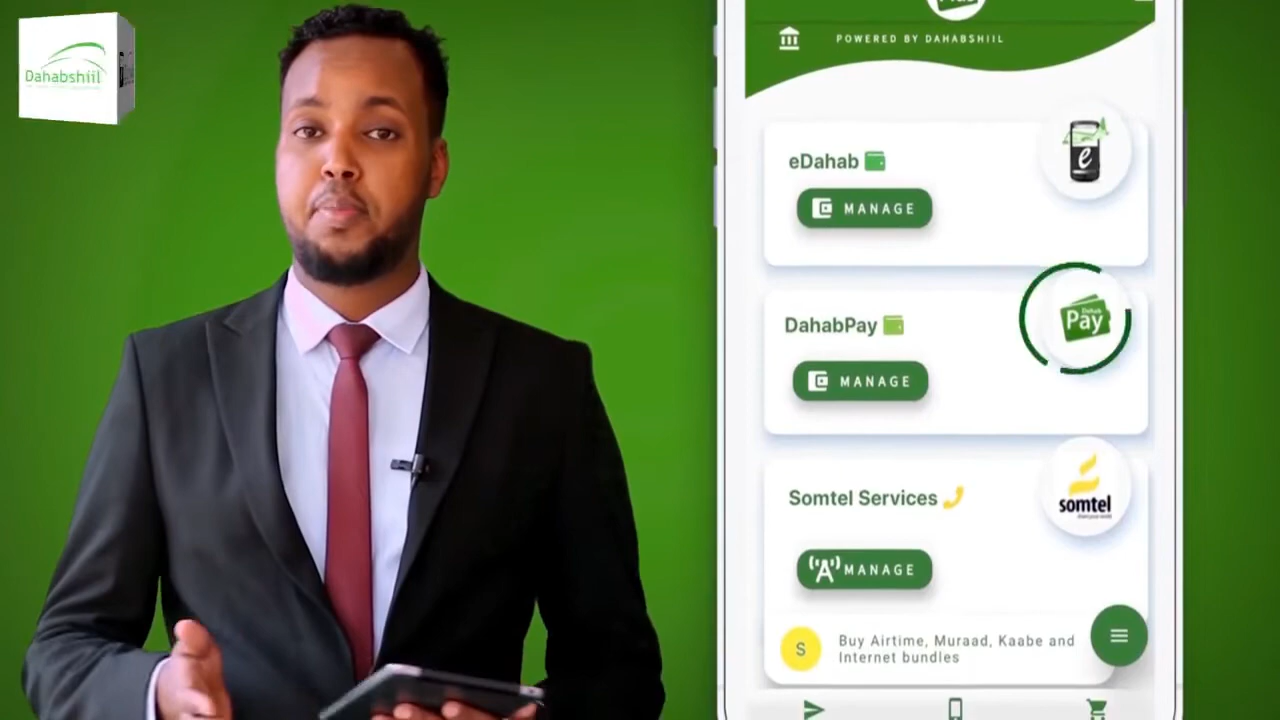 Dahabshiil
POWERED BY DAHABSHIIL
eDahab
e
MANAGE
DahabPay
Dahab
Pay
MANAGE
Somtel Services
somtel
MANAGE
S
Buy Airtime, Muraad, Kaabe and
Internet bundles